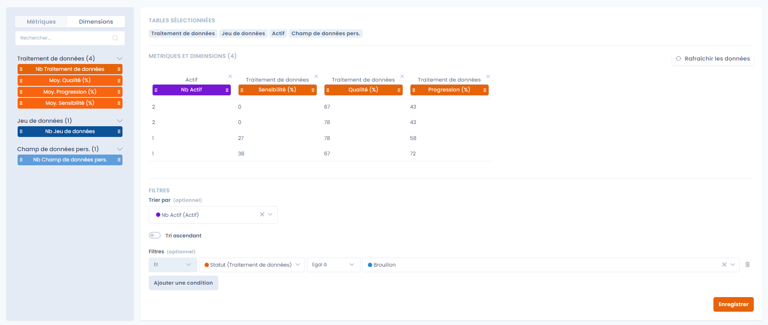 Métriques Dimensions
Rechercher...
Traitement de données (4)
Nb Traitement de données
Moy. Qualité (%)
Moy. Progression (%)
Moy. Sensibilité (%)
Jeu de données (1)
Nb Jeu de données
Champ de données pers. (1)
Nb Champ de données pers.
TABLES SÉLECTIONNÉES
Traitement de données Jeu de données Actif Champ de données pers.
METRIQUES ET DIMENSIONS (4)
Rafraîchir les données
Actif Traitement de données Traitement de données Traitement de données
Nb Actif Sensibilité (%) Qualité (%) Progression (%)
2 0 67 43
2 0 78 43
1 27 78 58
1 38 67 72
FILTRES
Trier par (optionnel)
Nb Actif (Actif)
Tri ascendant
Filtres (optionnel)
Et Statut (Traitement de données) Egal à Brouillon
Ajouter une condition
Enregistrer